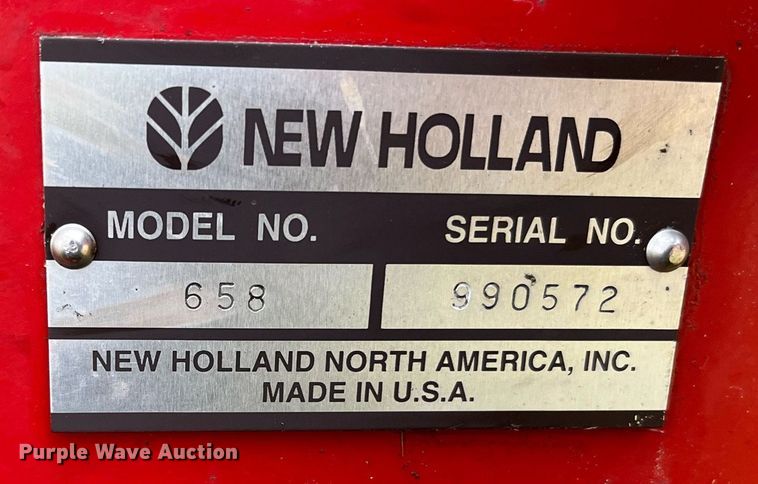 NEW HOLLAND
MODEL NO. SERIAL NO.
658 990572
NEW HOLLAND NORTH AMERICA, INC.
MADE IN U.S.A.
Purple Wave Auction